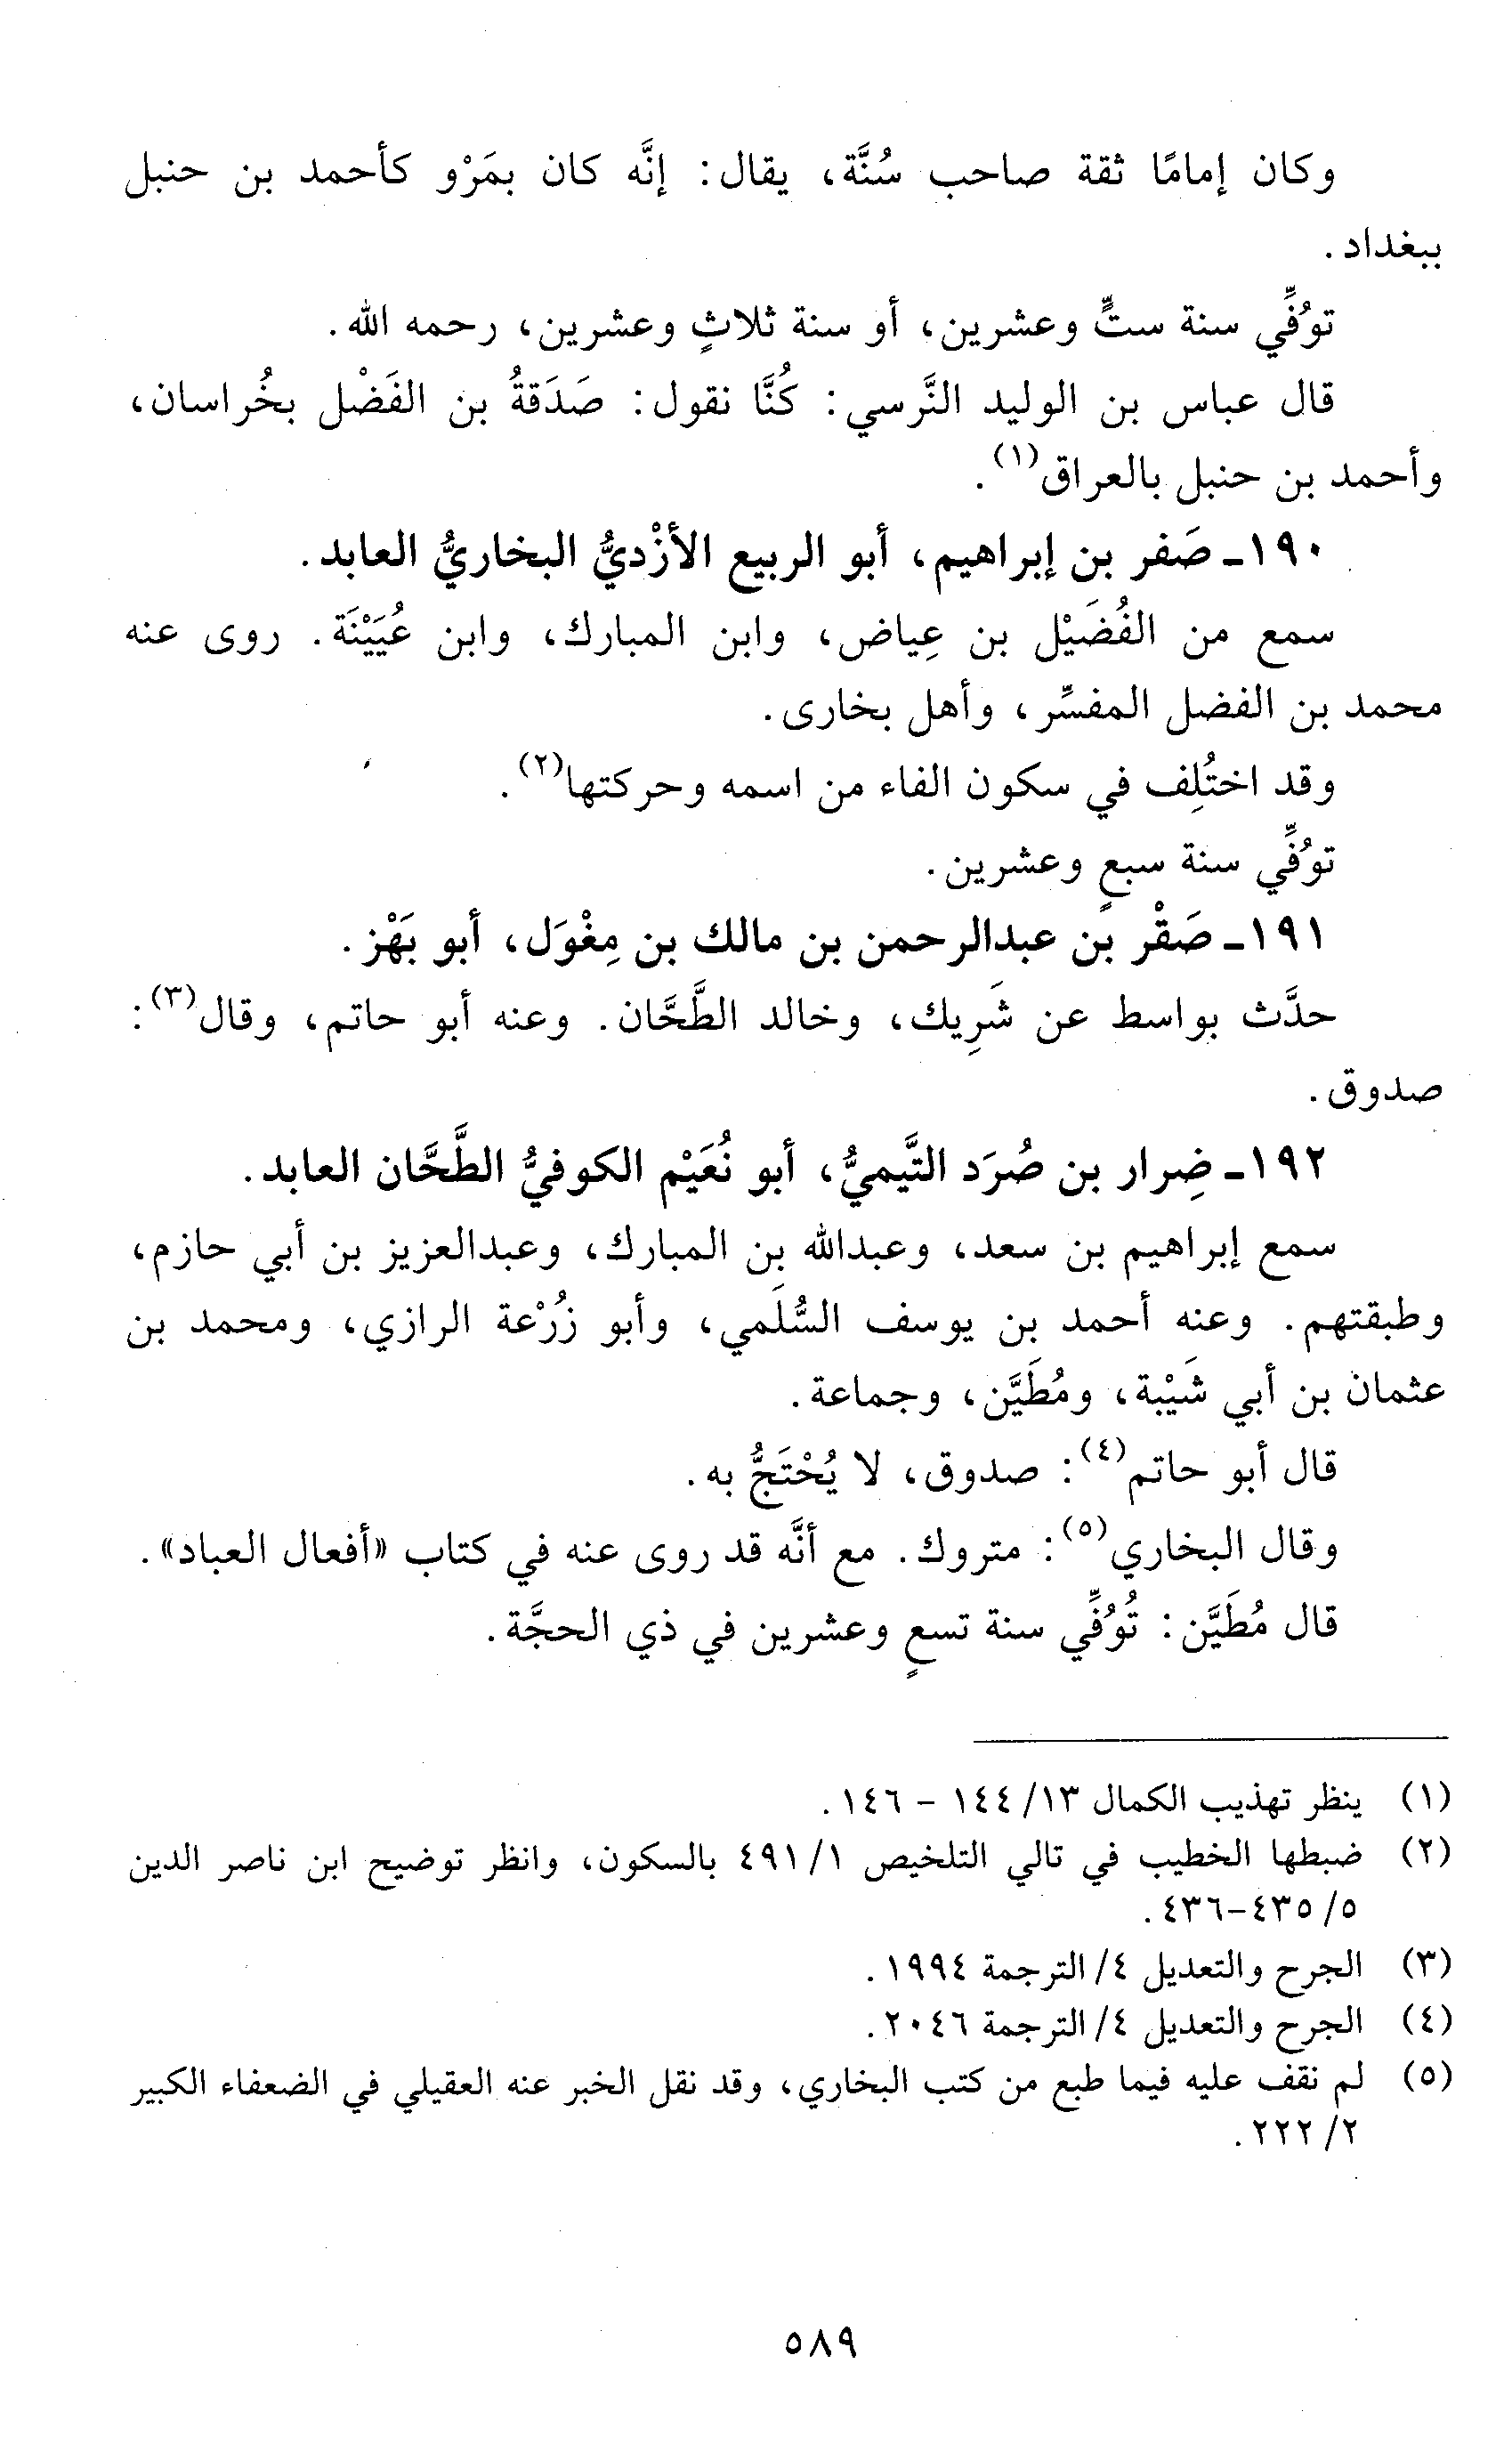 وكان إمامًا ثقة صاحب سُنَّة، يقال: إنَّه كان بمَرْو كأحمد بن حنبل
ببغداد.
توُفِّي سنة ستٍّ وعشرين، أو سنة ثلاثٍ وعشرين، رحمه الله.
قال عباس بن الوليد النَّرسي: كُنَّا نقول: صَدَقةُ بن الفَضْل بخُراسان،
وأحمد بن حنبل بالعراق(١).
١٩٠- صَفر بن إبراهيم، أبو الربيع الأزْديُّ البخاريُّ العابد.
سمع من الفُضَيْل بن عِياض، وابن المبارك، وابن عُيَيْنَة. روى عنه
محمد بن الفضل المفسِّر، وأهل بخارى.
وقد اختُلِف في سكون الفاء من اسمه وحركتها(٢).
توُفِّي سنة سبعٍ وعشرين.
١٩١- صَقْر بن عبدالرحمن بن مالك بن مِغْوَل، أبو بَهْز.
حدَّث بواسط عن شَرِيك، وخالد الطَّحَّان. وعنه أبو حاتم، وقال(٣):
صدوق.
١٩٢- ضِرار بن صُرَد التَّيميُّ، أبو نُعَيْم الكوفيُّ الطَّحَّان العابد.
سمع إبراهيم بن سعد، وعبدالله بن المبارك، وعبدالعزيز بن أبي حازم،
وطبقتهم. وعنه أحمد بن يوسف السُّلَمي، وأبو زُرْعة الرازي، ومحمد بن
عثمان بن أبي شَيْبة، ومُطَيَّن، وجماعة.
قال أبو حاتم(٤): صدوق، لا يُحْتَجُّ به.
وقال البخاري(٥): متروك. مع أنَّه قد روى عنه في كتاب «أفعال العباد».
قال مُطَيَّن: تُوُفِّي سنة تسعٍ وعشرين في ذي الحجَّة.
(١) ينظر تهذيب الكمال ١٣/ ١٤٤ - ١٤٦.
(٢) ضبطها الخطيب في تالي التلخيص ١/ ٤٩١ بالسكون، وانظر توضيح ابن ناصر الدين
٥/ ٤٣٥-٤٣٦.
(٣) الجرح والتعديل ٤/ الترجمة ١٩٩٤.
(٤) الجرح والتعديل ٤/ الترجمة ٢٠٤٦.
(٥) لم نقف عليه فيما طبع من كتب البخاري، وقد نقل الخبر عنه العقيلي في الضعفاء الكبير
٢/ ٢٢٢.
٥٨٩